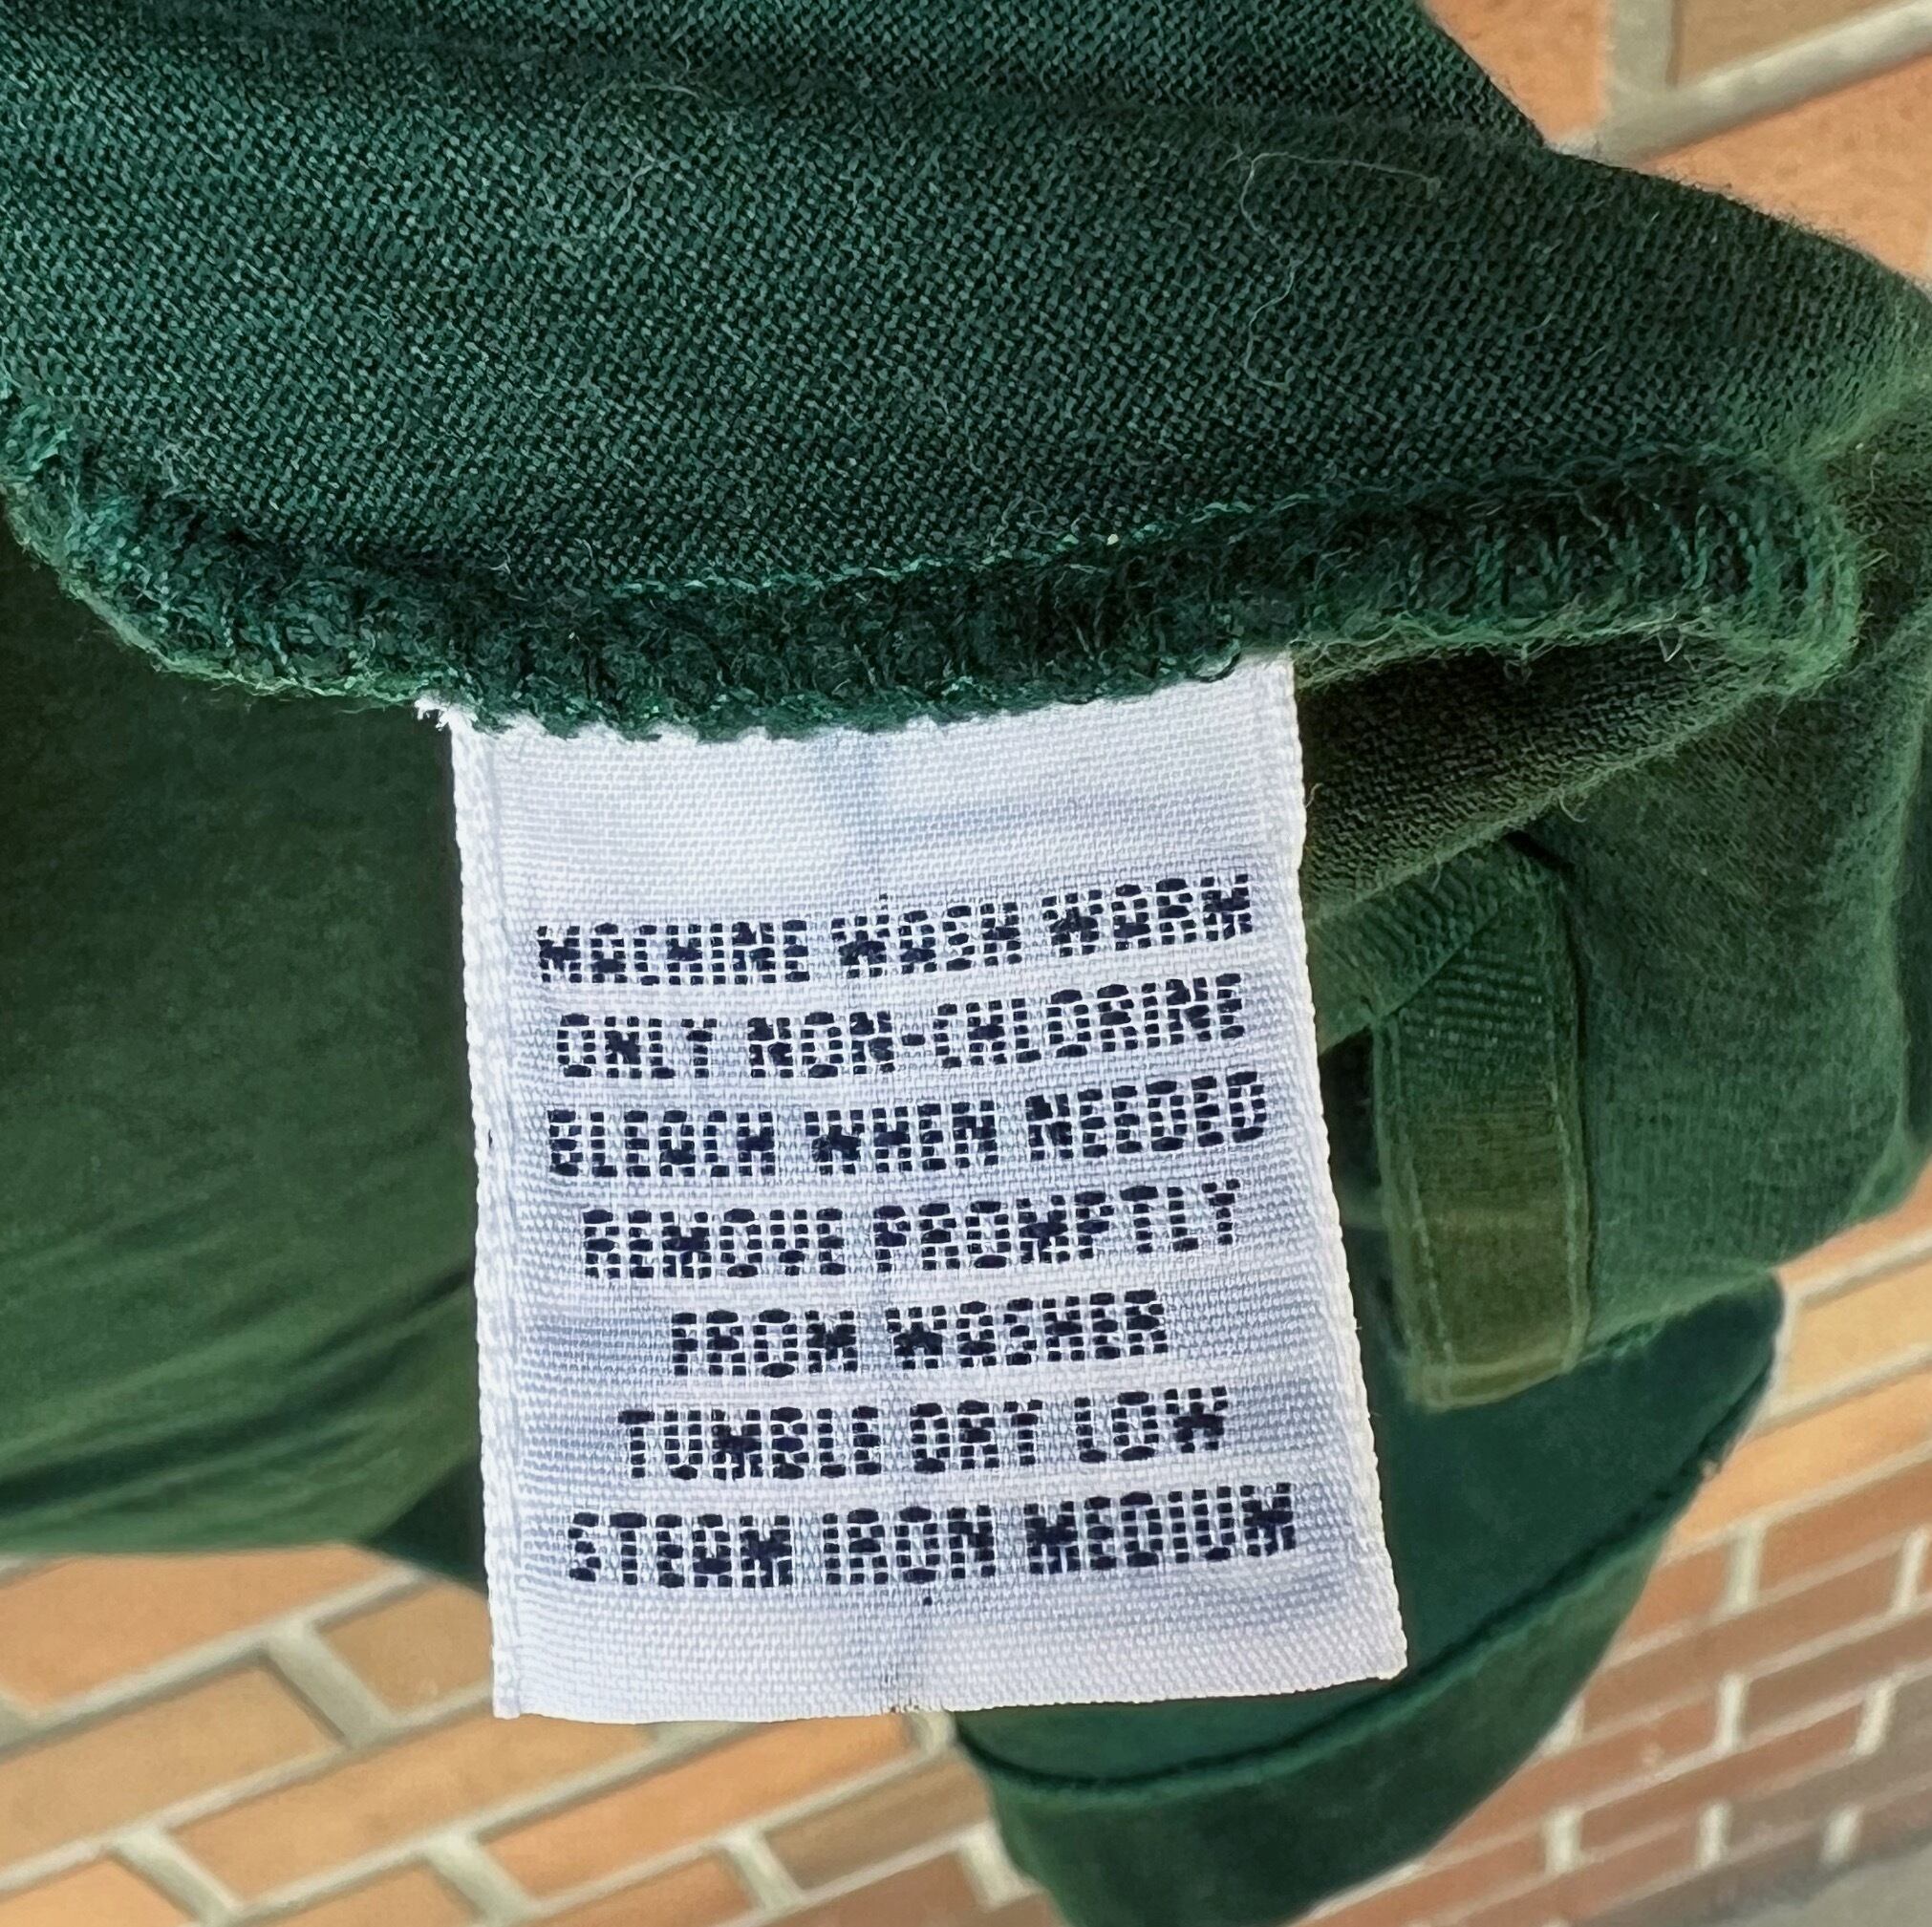 MACHINE WASH WARM
ONLY NON-CHLORINE
BLEACH WHEN NEEDED
REMOVE PROMPTLY
FROM WASHER
TUMBLE DRY LOW
STEAM IRON MEDIUM